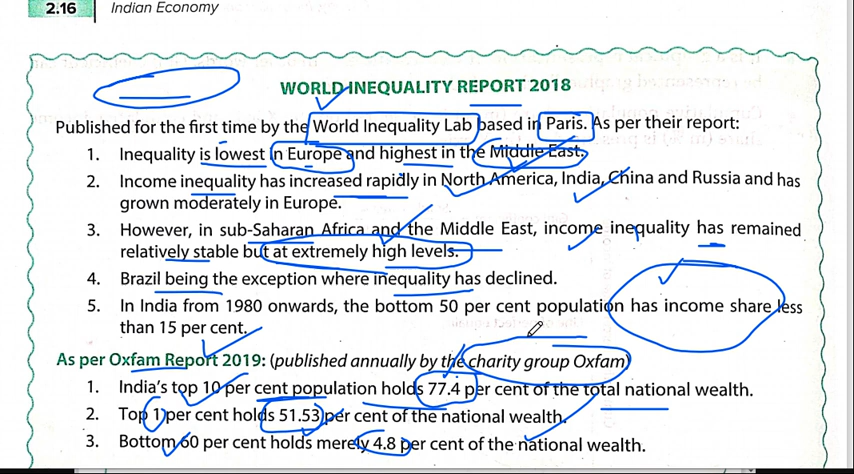 2.16 Indian Economy
WORLD INEQUALITY REPORT 2018
Published for the first time by the World Inequality Lab based in Paris. As per their report:
1. Inequality is lowest in Europe and highest in the Middle East.
2. Income inequality has increased rapidly in North America, India, China and Russia and has
grown moderately in Europe.
3. However, in sub-Saharan Africa and the Middle East, income inequality has remained
relatively stable but at extremely high levels.
4. Brazil being the exception where inequality has declined.
5. In India from 1980 onwards, the bottom 50 per cent population has income share less
than 15 per cent.
As per Oxfam Report 2019: (published annually by the charity group Oxfam)
1. India's top 10 per cent population holds 77.4 per cent of the total national wealth.
2. Top 1 per cent holds 51.53 per cent of the national wealth.
3. Bottom 60 per cent holds merely 4.8 per cent of the national wealth.